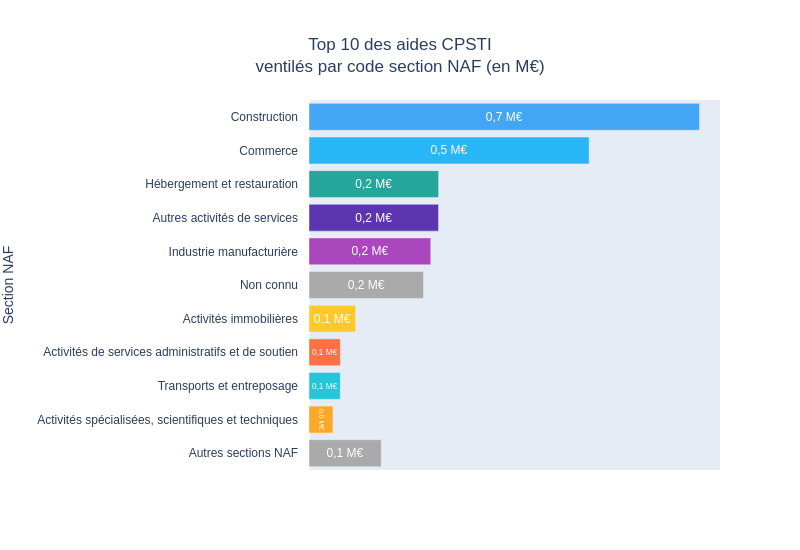 Top 10 des aides CPSTI
ventilés par code section NAF (en M€)
Section NAF
Construction 0,7 M€
Commerce 0,5 M€
Hébergement et restauration 0,2 M€
Autres activités de services 0,2 M€
Industrie manufacturière 0,2 M€
Non connu 0,2 M€
Activités immobilières 0,1 M€
Activités de services administratifs et de soutien 0,1 M€
Transports et entreposage 0,1 M€
Activités spécialisées, scientifiques et techniques 0,0 M€
Autres sections NAF 0,1 M€